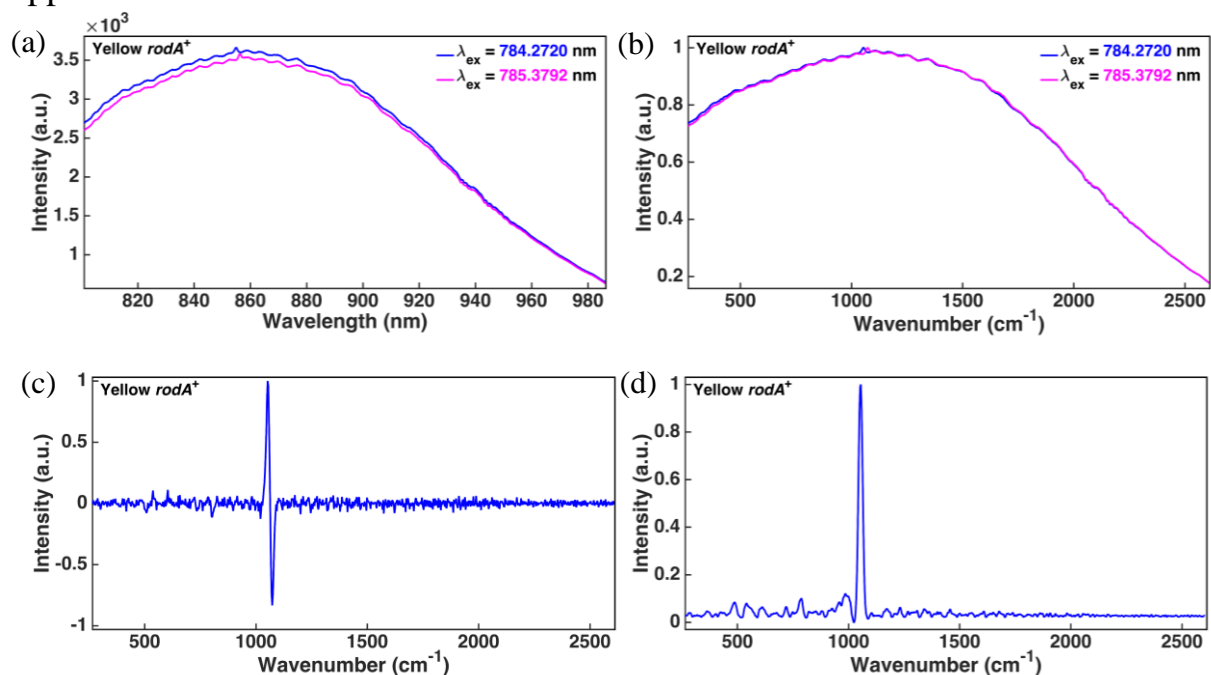 (a)
×10³
Yellow rodA⁺
λex = 784.2720 nm
λex = 785.3792 nm
3.5
3
2.5
2
1.5
1
Intensity (a.u.)
820 840 860 880 900 920 940 960 980
Wavelength (nm)
(b)
Yellow rodA⁺
λex = 784.2720 nm
λex = 785.3792 nm
1
0.8
0.6
0.4
0.2
Intensity (a.u.)
500 1000 1500 2000 2500
Wavenumber (cm⁻¹)
(c)
Yellow rodA⁺
1
0.5
0
-0.5
-1
Intensity (a.u.)
500 1000 1500 2000 2500
Wavenumber (cm⁻¹)
(d)
Yellow rodA⁺
1
0.8
0.6
0.4
0.2
0
Intensity (a.u.)
500 1000 1500 2000 2500
Wavenumber (cm⁻¹)